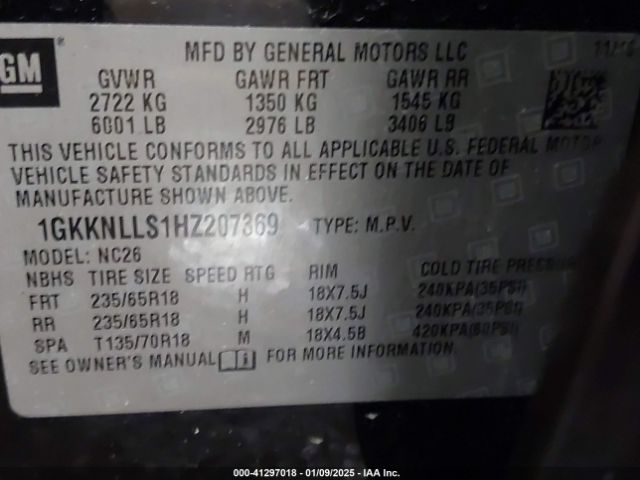 GM
MFD BY GENERAL MOTORS LLC
GVWR GAWR FRT GAWR RR
2722 KG 1350 KG 1545 KG
6001 LB 2976 LB 3406 LB
THIS VEHICLE CONFORMS TO ALL APPLICABLE U.S. FEDERAL MOTOR
VEHICLE SAFETY STANDARDS IN EFFECT ON THE DATE OF
MANUFACTURE SHOWN ABOVE.
1GKKNLLS1HZ207369 TYPE: M.P.V.
MODEL: NC26
NBHS TIRE SIZE SPEED RTG RIM COLD TIRE PRESSURE
FRT 235/65R18 H 18X7.5J 240KPA(35PSI)
RR 235/65R18 H 18X7.5J 240KPA(35PSI)
SPA T135/70R18 M 18X4.5B 420KPA(60PSI)
SEE OWNER'S MANUAL FOR MORE INFORMATION.
000-41297018 - 01/09/2025 - IAA Inc.